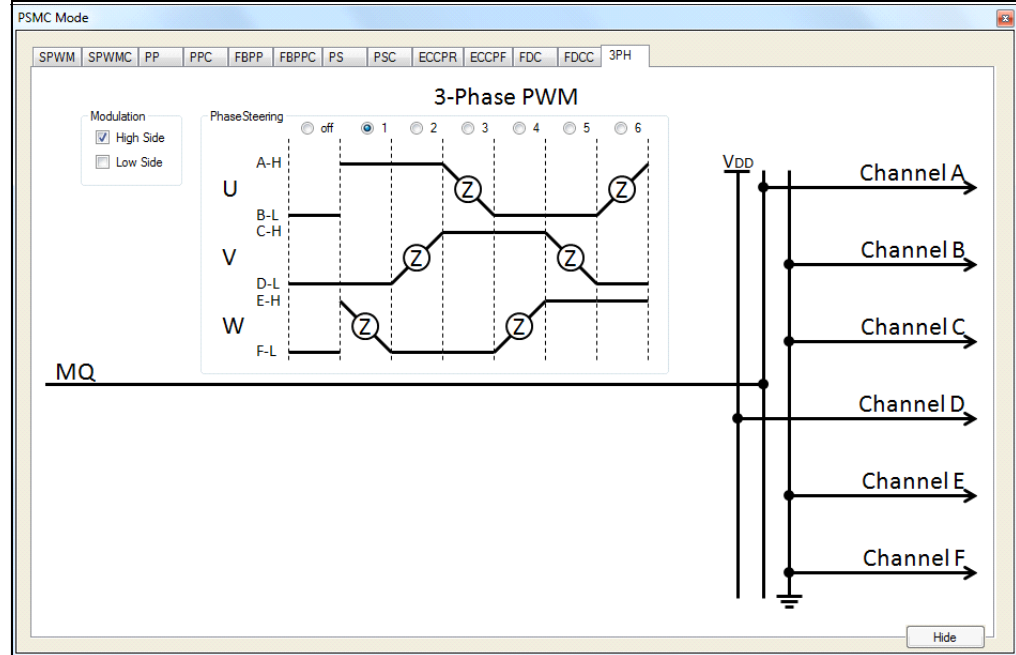 PSMC Mode
SPWM SPWMC PP PPC FBPP FBPPC PS PSC ECCPR ECCPF FDC FDCC 3PH
3-Phase PWM
Modulation
High Side
Low Side
PhaseSteering
off 1 2 3 4 5 6
A-H
U
B-L
C-H
V
D-L
E-H
W
F-L
Z
Z
Z
Z
Z
Z
MQ
VDD
Channel A
Channel B
Channel C
Channel D
Channel E
Channel F
Hide